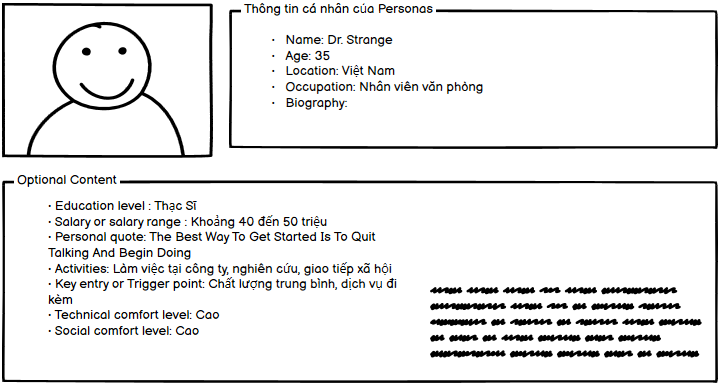 Thông tin cá nhân của Personas
· Name: Dr. Strange
· Age: 35
· Location: Việt Nam
· Occupation: Nhân viên văn phòng
· Biography:
Optional Content
· Education level : Thạc Sĩ
· Salary or salary range : Khoảng 40 đến 50 triệu
· Personal quote: The Best Way To Get Started Is To Quit
Talking And Begin Doing
· Activities: Làm việc tại công ty, nghiên cứu, giao tiếp xã hội
· Key entry or Trigger point: Chất lượng trung bình, dịch vụ đi
kèm
· Technical comfort level: Cao
· Social comfort level: Cao